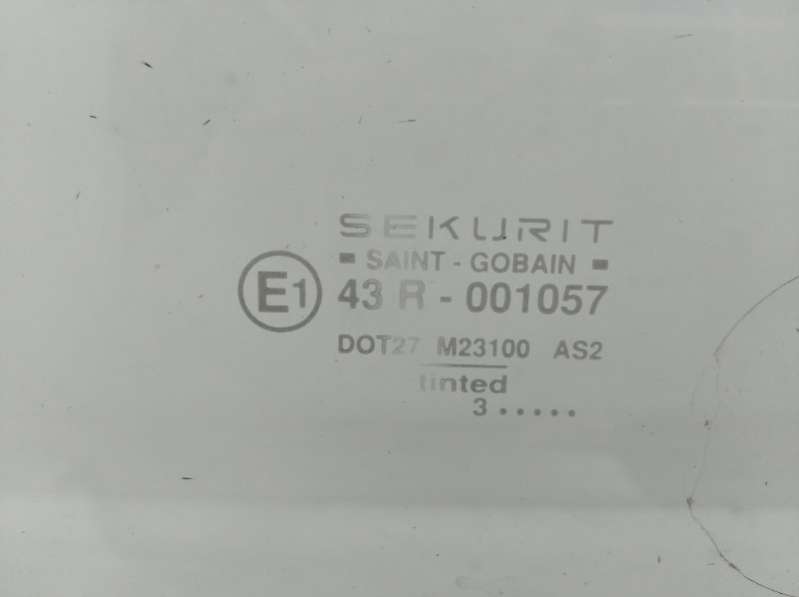 SEKURIT
SAINT - GOBAIN
E1 43 R - 001057
DOT27 M23100 AS2
tinted
3 .....